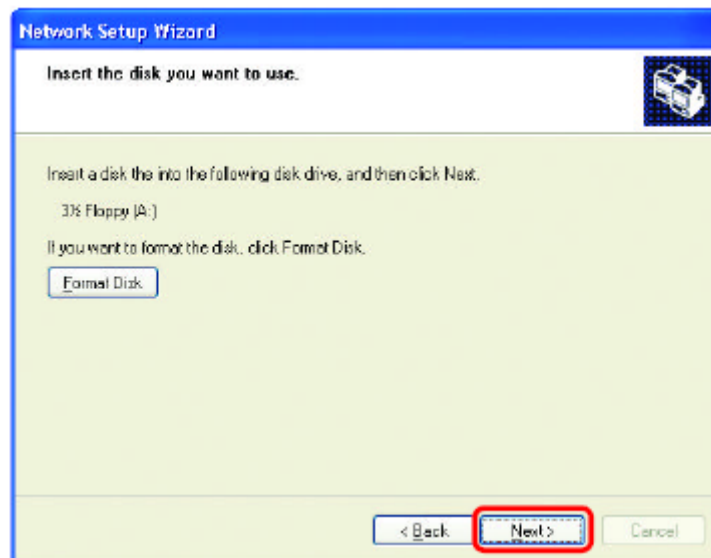 Network Setup Wizard
Insert the disk you want to use.
Insert a disk the into the following disk drive, and then click Next.
3½ Floppy (A:)
If you want to format the disk, click Format Disk.
Format Disk
< Back
Next >
Cancel